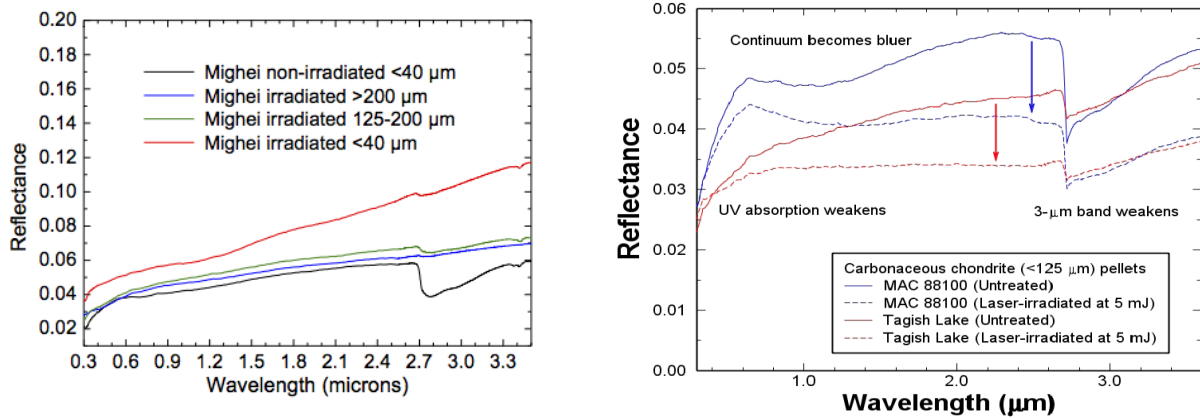 0.20
0.18
0.16
0.14
0.12
0.10
0.08
0.06
0.04
0.02
Reflectance
Mighei non-irradiated <40 µm
Mighei irradiated >200 µm
Mighei irradiated 125-200 µm
Mighei irradiated <40 µm
0.3 0.6 0.9 1.2 1.5 1.8 2.1 2.4 2.7 3.0 3.3
Wavelength (microns)
0.06
0.05
0.04
0.03
0.02
0.01
0.00
Reflectance
Continuum becomes bluer
UV absorption weakens
3-µm band weakens
Carbonaceous chondrite (<125 µm) pellets
MAC 88100 (Untreated)
MAC 88100 (Laser-irradiated at 5 mJ)
Tagish Lake (Untreated)
Tagish Lake (Laser-irradiated at 5 mJ)
1.0 2.0 3.0
Wavelength (µm)